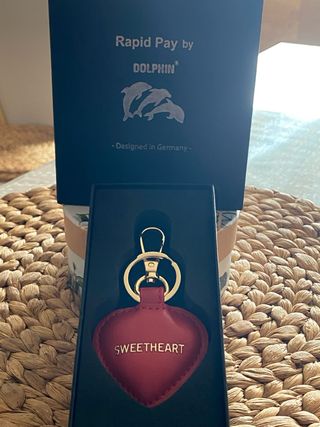 Rapid Pay by
DOLPHIN®
- Designed in Germany -
SWEETHEART